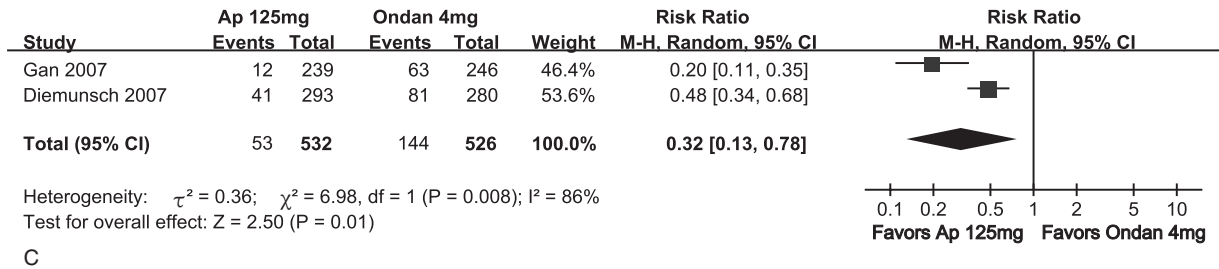 Ap 125mg Ondan 4mg Risk Ratio Risk Ratio
Study Events Total Events Total Weight M-H, Random, 95% CI M-H, Random, 95% CI
Gan 2007 12 239 63 246 46.4% 0.20 [0.11, 0.35]
Diemunsch 2007 41 293 81 280 53.6% 0.48 [0.34, 0.68]
Total (95% CI) 53 532 144 526 100.0% 0.32 [0.13, 0.78]
Heterogeneity: τ² = 0.36; χ² = 6.98, df = 1 (P = 0.008); I² = 86%
Test for overall effect: Z = 2.50 (P = 0.01)
0.1 0.2 0.5 1 2 5 10
Favors Ap 125mg Favors Ondan 4mg
C